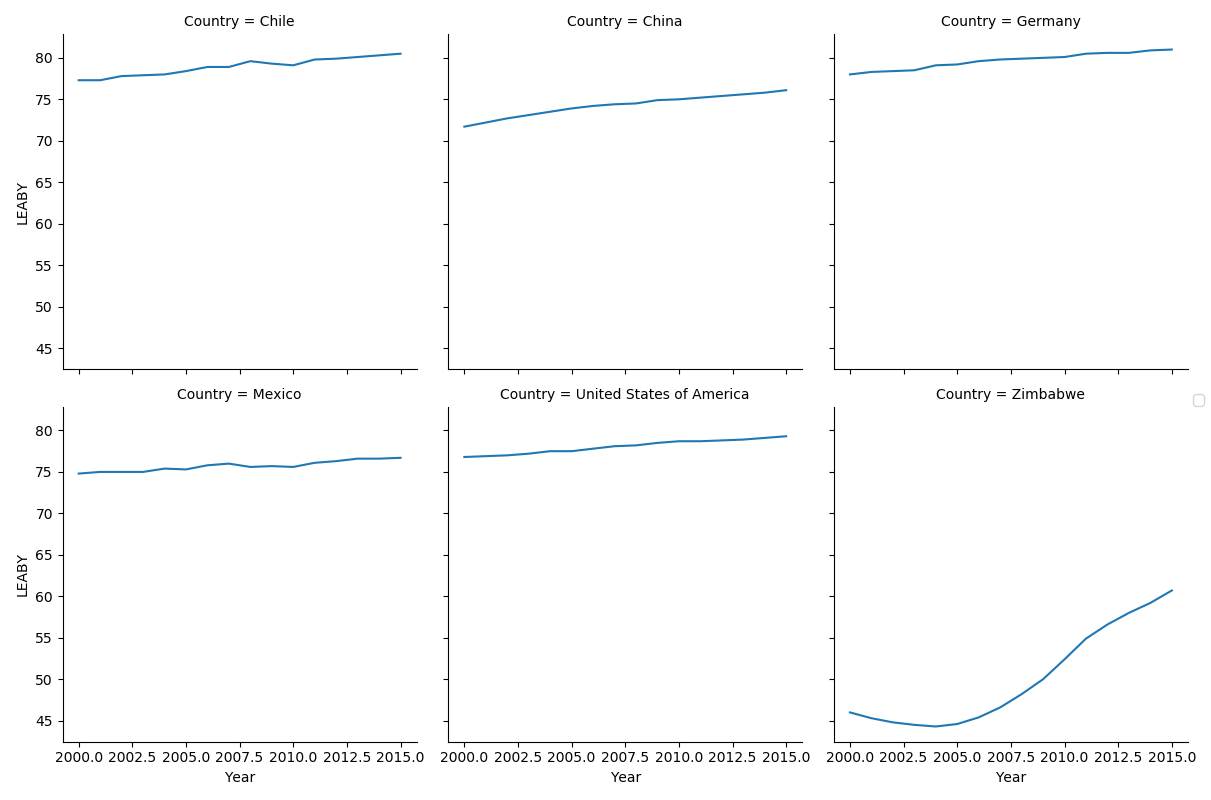 Country = Chile
Country = China
Country = Germany
LEABY
80
75
70
65
60
55
50
45
Country = Mexico
Country = United States of America
Country = Zimbabwe
LEABY
80
75
70
65
60
55
50
45
2000.0 2002.5 2005.0 2007.5 2010.0 2012.5 2015.0
2000.0 2002.5 2005.0 2007.5 2010.0 2012.5 2015.0
2000.0 2002.5 2005.0 2007.5 2010.0 2012.5 2015.0
Year
Year
Year